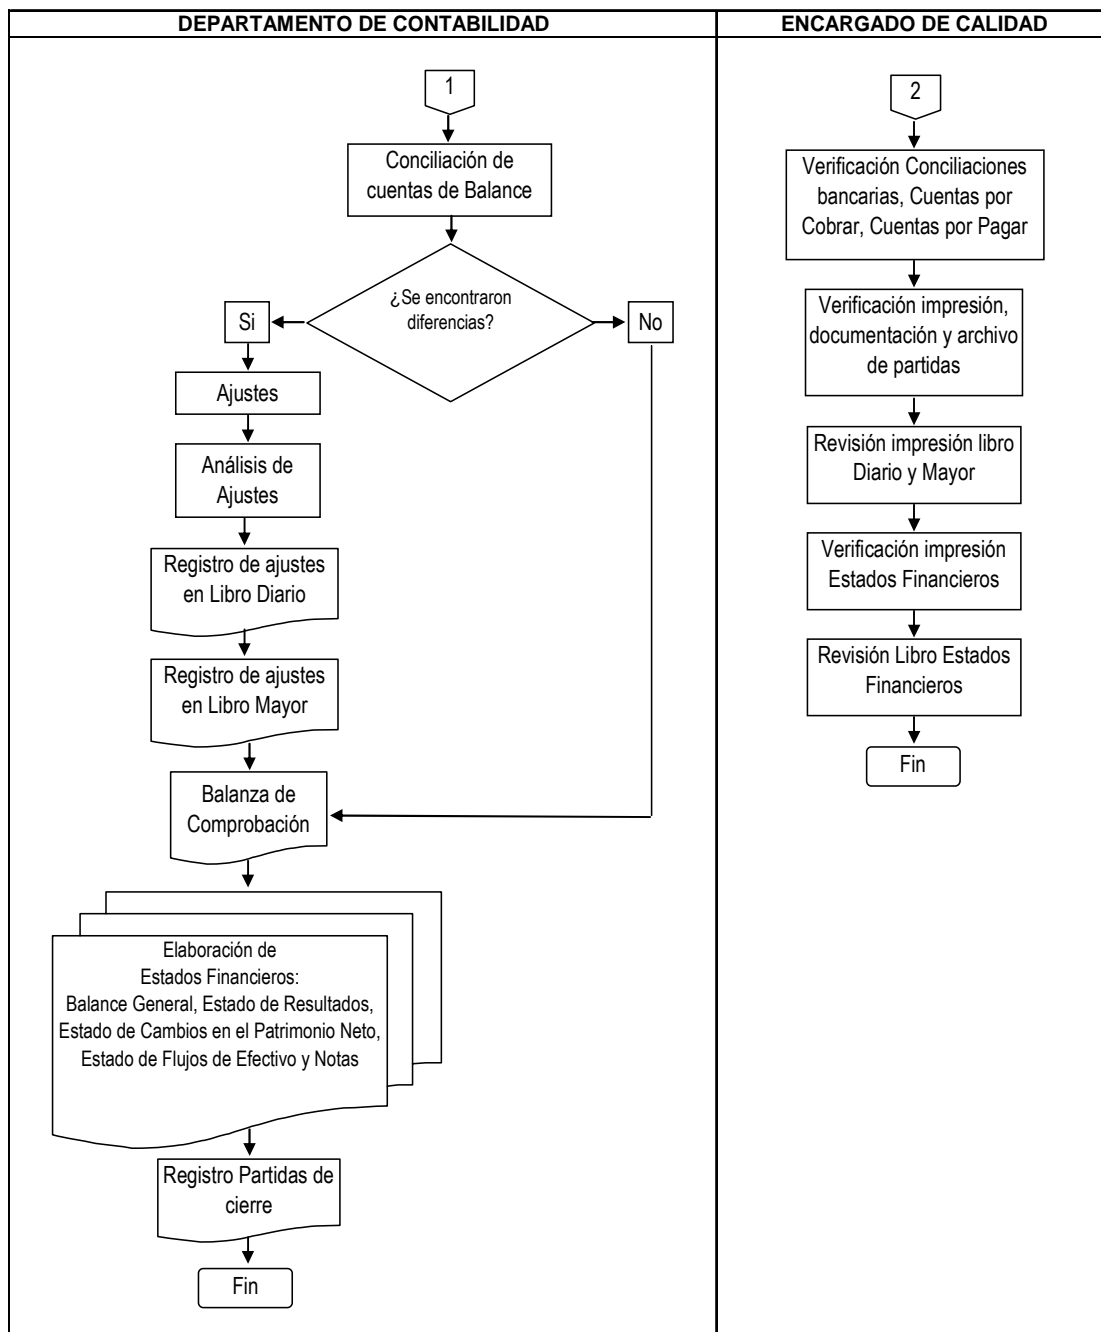 DEPARTAMENTO DE CONTABILIDAD
1
Conciliación de
cuentas de Balance
¿Se encontraron
diferencias?
Si
No
Ajustes
Análisis de
Ajustes
Registro de ajustes
en Libro Diario
Registro de ajustes
en Libro Mayor
Balanza de
Comprobación
Elaboración de
Estados Financieros:
Balance General, Estado de Resultados,
Estado de Cambios en el Patrimonio Neto,
Estado de Flujos de Efectivo y Notas
Registro Partidas de
cierre
Fin
ENCARGADO DE CALIDAD
2
Verificación Conciliaciones
bancarias, Cuentas por
Cobrar, Cuentas por Pagar
Verificación impresión,
documentación y archivo
de partidas
Revisión impresión libro
Diario y Mayor
Verificación impresión
Estados Financieros
Revisión Libro Estados
Financieros
Fin